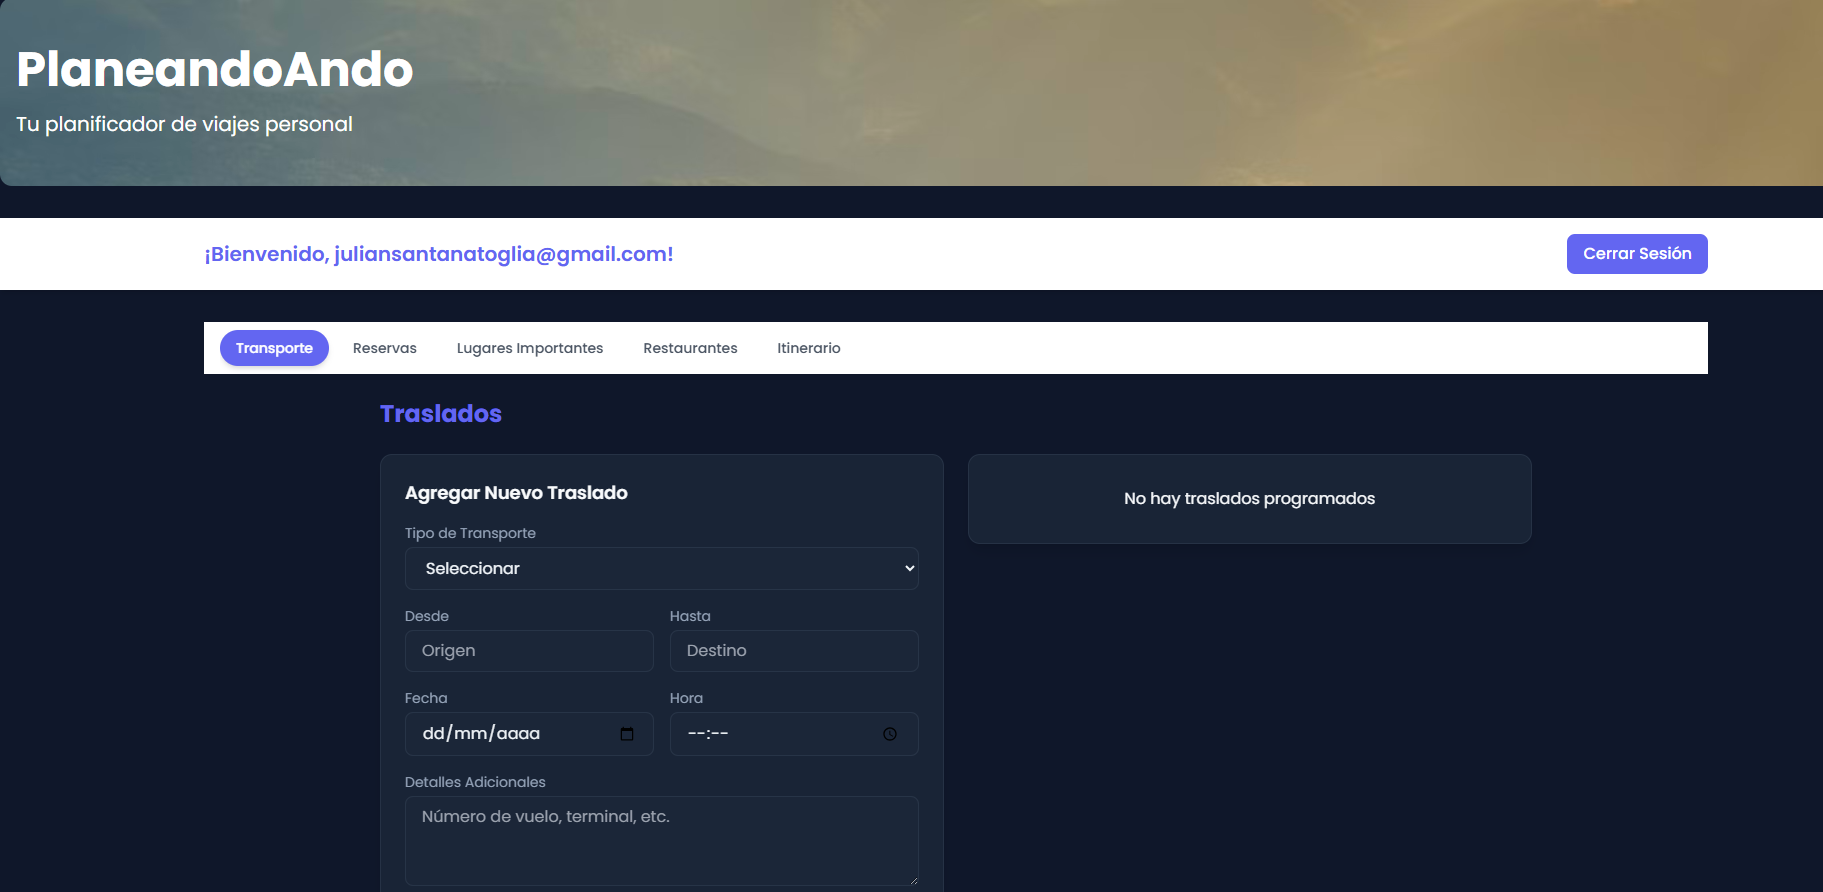 PlaneandoAndo
Tu planificador de viajes personal
¡Bienvenido, juliansantanatoglia@gmail.com!
Cerrar Sesión
Transporte Reservas Lugares Importantes Restaurantes Itinerario
Traslados
Agregar Nuevo Traslado
Tipo de Transporte
Seleccionar
Desde Hasta
Origen Destino
Fecha Hora
dd/mm/aaaa --:--
Detalles Adicionales
Número de vuelo, terminal, etc.
No hay traslados programados